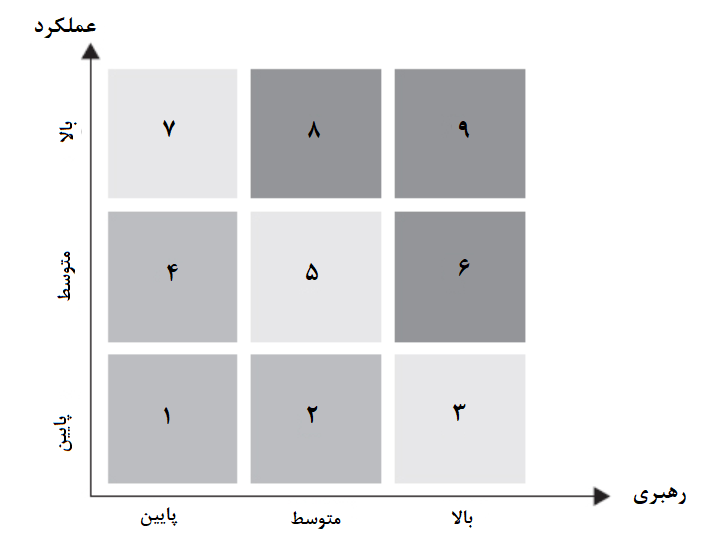 عملکرد
بالا
۷
۸
۹
متوسط
۴
۵
۶
پایین
۱
۲
۳
رهبری
پایین
متوسط
بالا